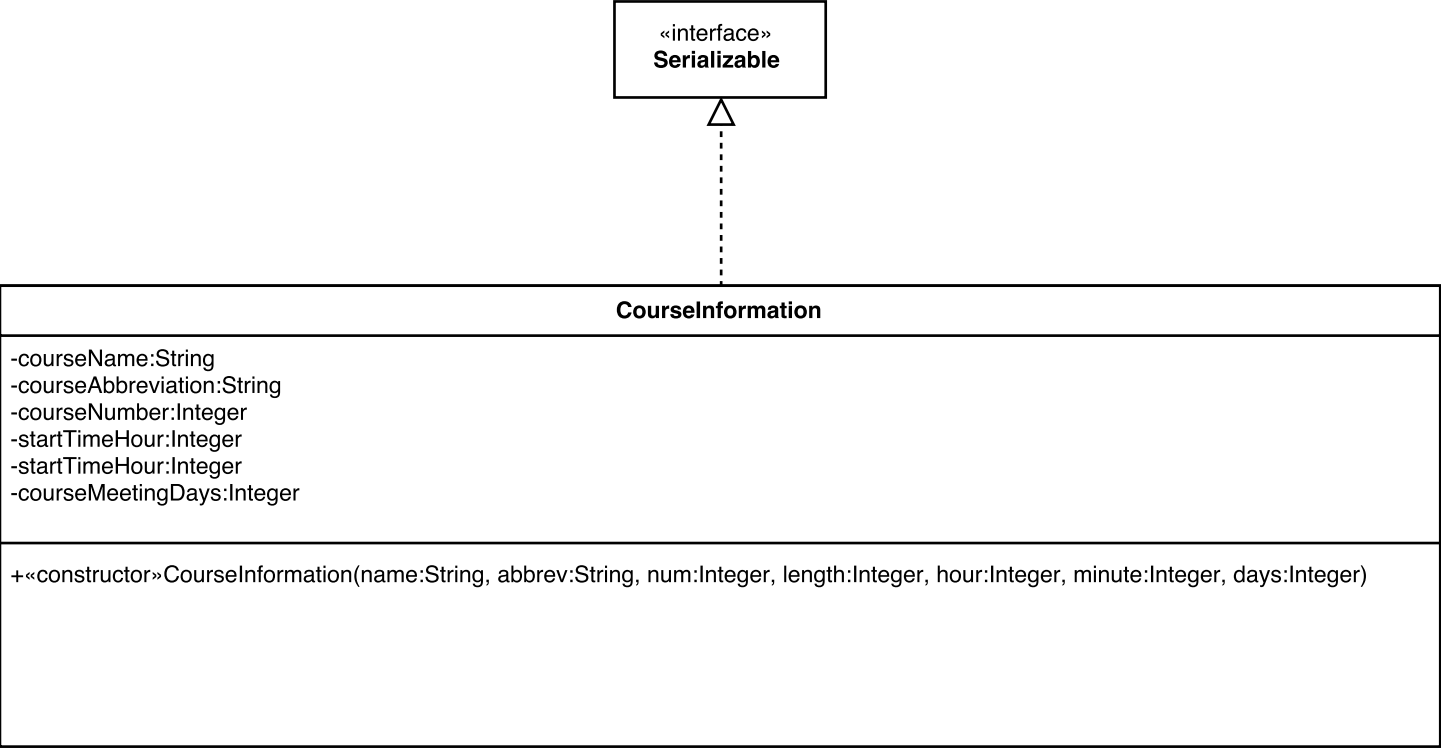 «interface»
Serializable
CourseInformation
-courseName:String
-courseAbbreviation:String
-courseNumber:Integer
-startTimeHour:Integer
-startTimeHour:Integer
-courseMeetingDays:Integer
+«constructor»CourseInformation(name:String, abbrev:String, num:Integer, length:Integer, hour:Integer, minute:Integer, days:Integer)